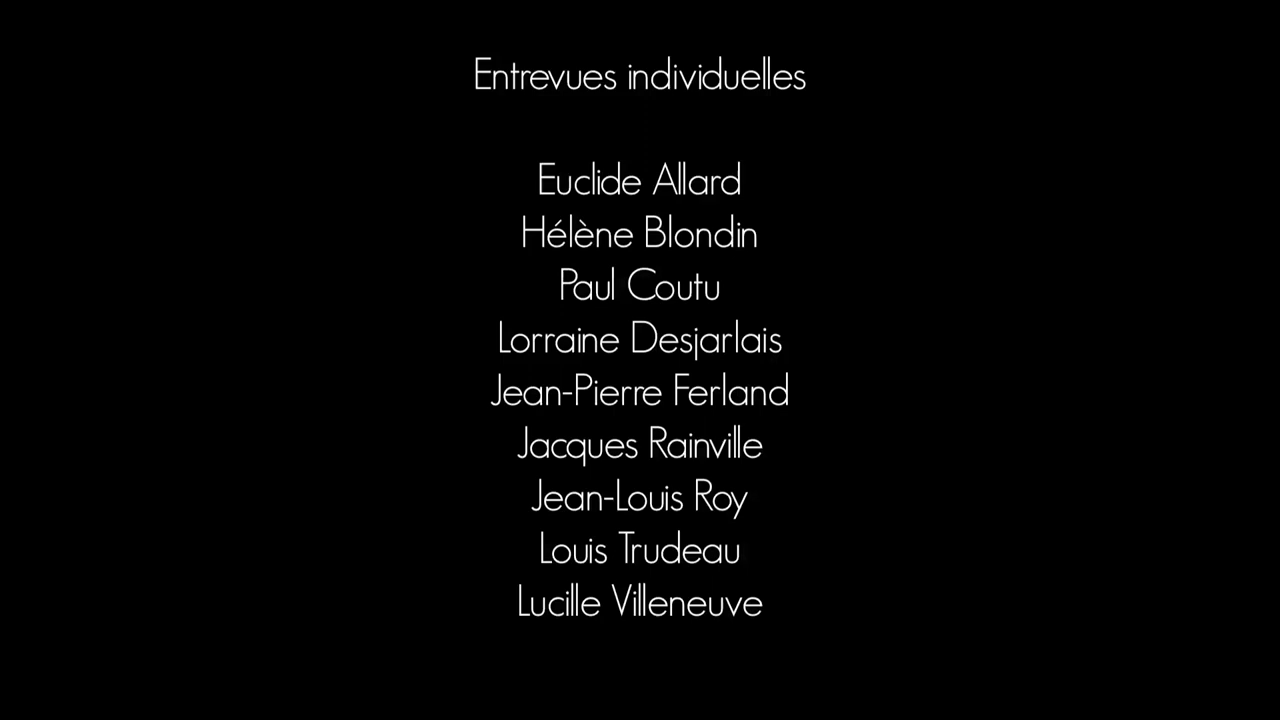 Entrevues individuelles
Euclide Allard
Hélène Blondin
Paul Coutu
Lorraine Desjarlais
Jean-Pierre Ferland
Jacques Rainville
Jean-Louis Roy
Louis Trudeau
Lucille Villeneuve